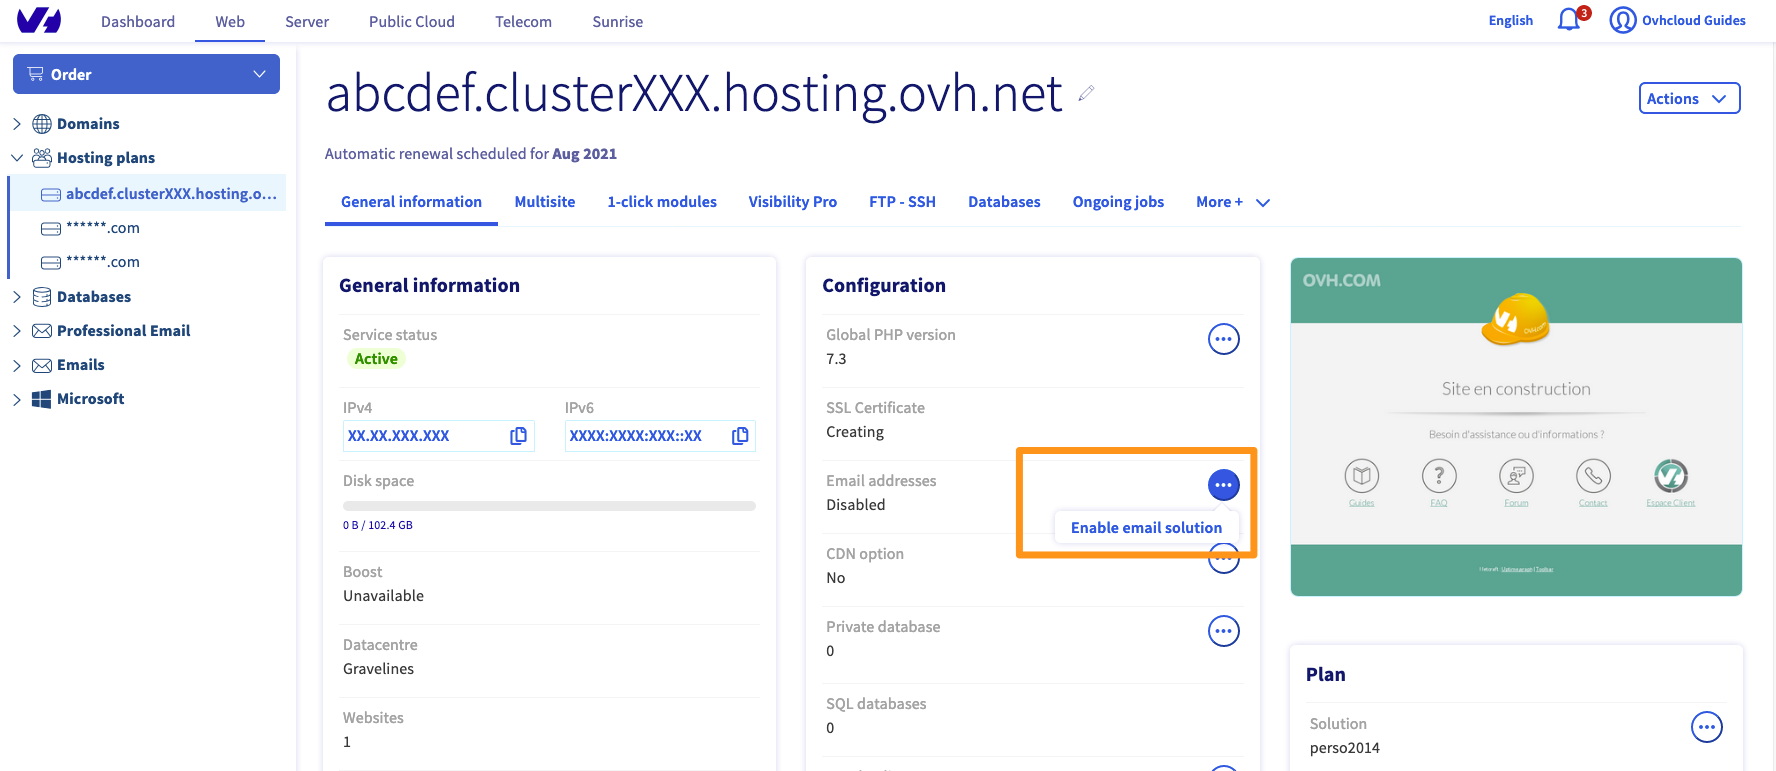 Dashboard Web Server Public Cloud Telecom Sunrise English 3 Ovhcloud Guides
Order
Domains
Hosting plans
abcdef.clusterXXX.hosting.o...
******.com
******.com
Databases
Professional Email
Emails
Microsoft
abcdef.clusterXXX.hosting.ovh.net
Actions
Automatic renewal scheduled for Aug 2021
General information Multisite 1-click modules Visibility Pro FTP - SSH Databases Ongoing jobs More +
General information
Service status
Active
IPv4 IPv6
XX.XX.XXX.XXX XXXX:XXXX:XXX::XX
Disk space
0 B / 102.4 GB
Boost
Unavailable
Datacentre
Gravelines
Websites
1
Configuration
Global PHP version
7.3
SSL Certificate
Creating
Email addresses
Disabled
Enable email solution
CDN option
No
Private database
0
SQL databases
0
OVH.COM
Site en construction
Besoin d'assistance ou d'informations ?
Guides FAQ Forum Contact Espace Client
Plan
Solution
perso2014